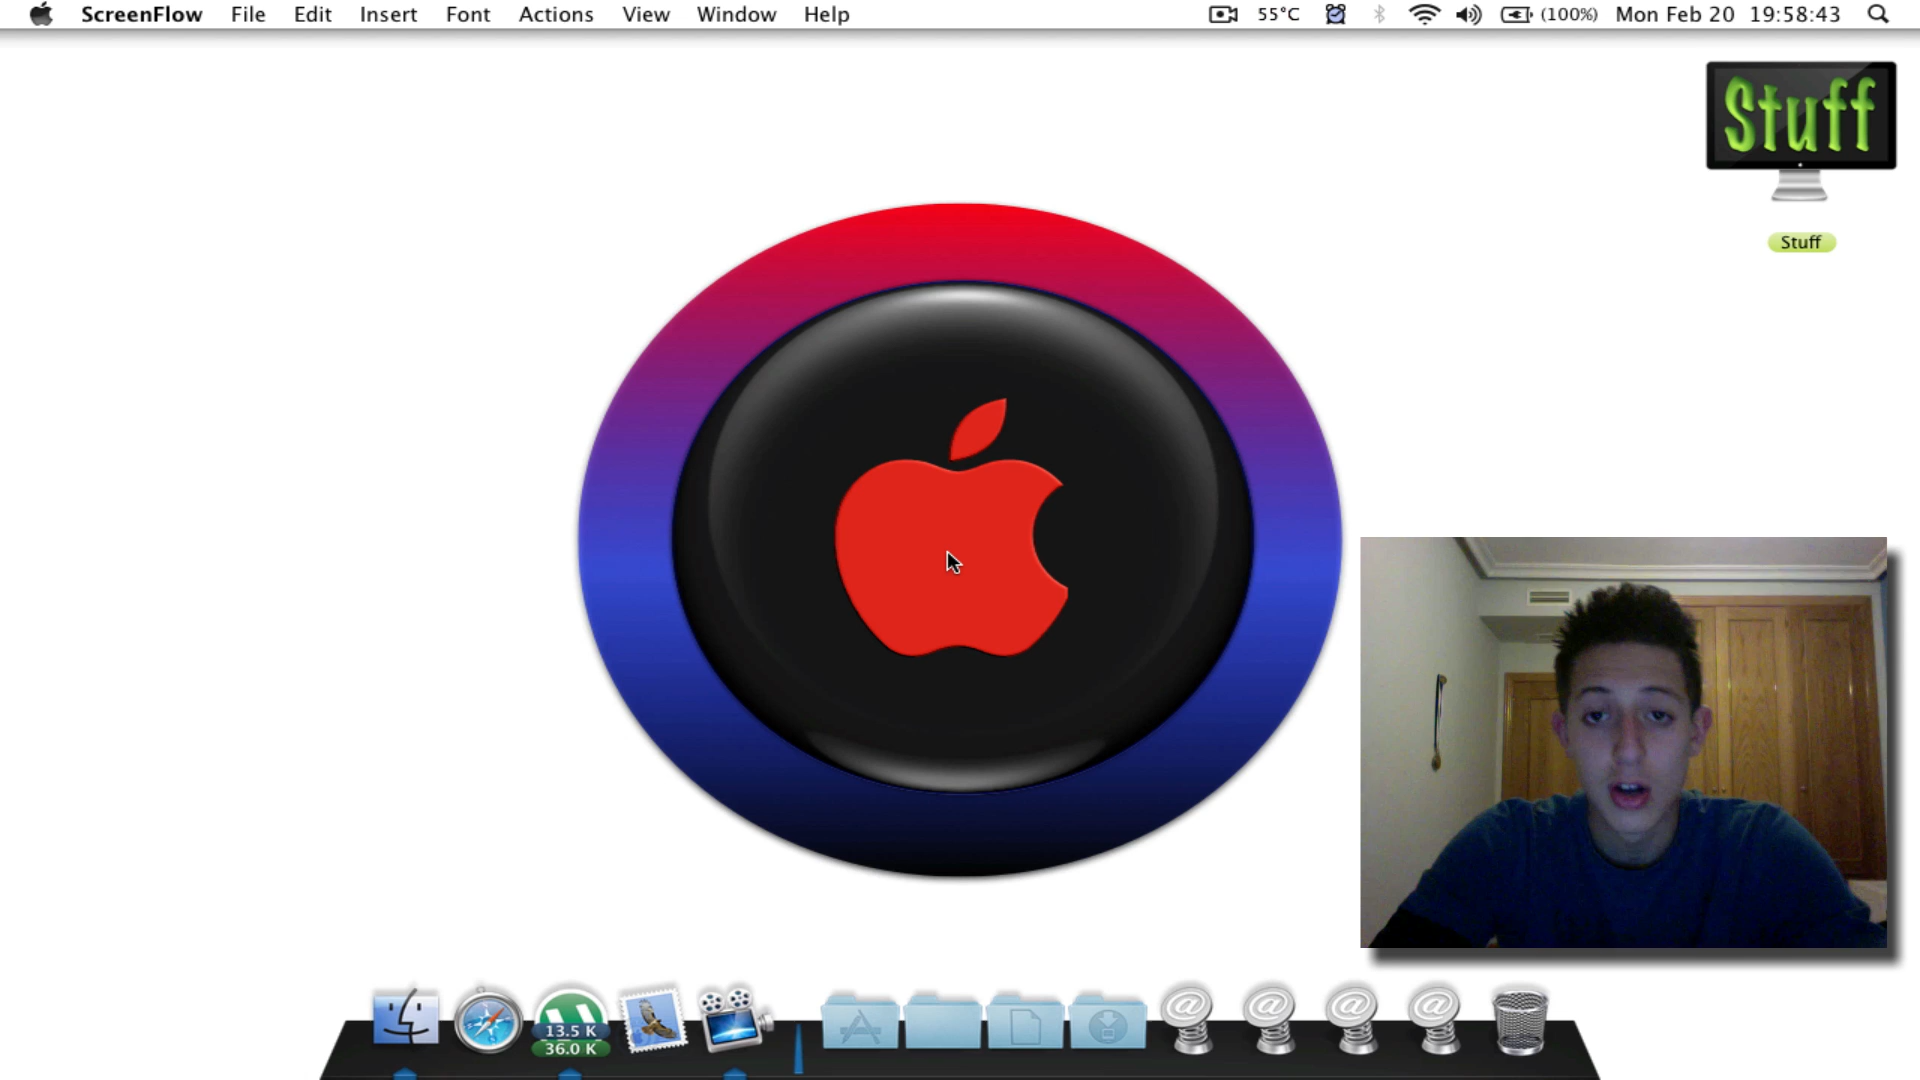 ScreenFlow File Edit Insert Font Actions View Window Help 55°C (100%) Mon Feb 20 19:58:43
Stuff
Stuff
13.5 K
36.0 K